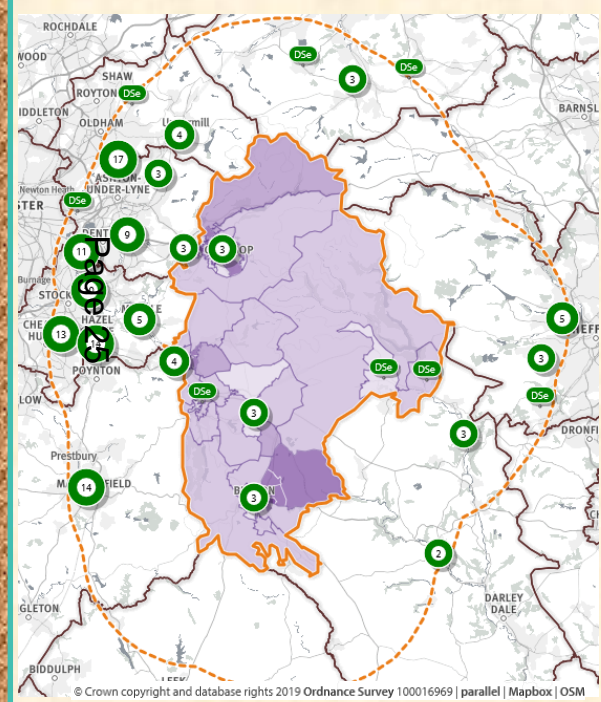 ROCHDALE
WOOD
SHAW
DSe
DSe
3
ROYTON
DSe
BARNSL
IDDLETON
OLDHAM
4
17
3
UNDER-LYNE
Newton Heath
STER
DSe
9
3
3
OP
11
Page 25
Burnage
STOCK
HAZEL
5
5
EFF
CHE
HU
13
3
POYNTON
4
DSe
DSe
DSe
DSe
LOW
3
3
DRONFI
Prestbury
14
FIELD
3
2
DARLEY
DALE
GLETON
BIDDULPH
LEEK
© Crown copyright and database rights 2019 Ordnance Survey 100016969 | parallel | Mapbox | OSM